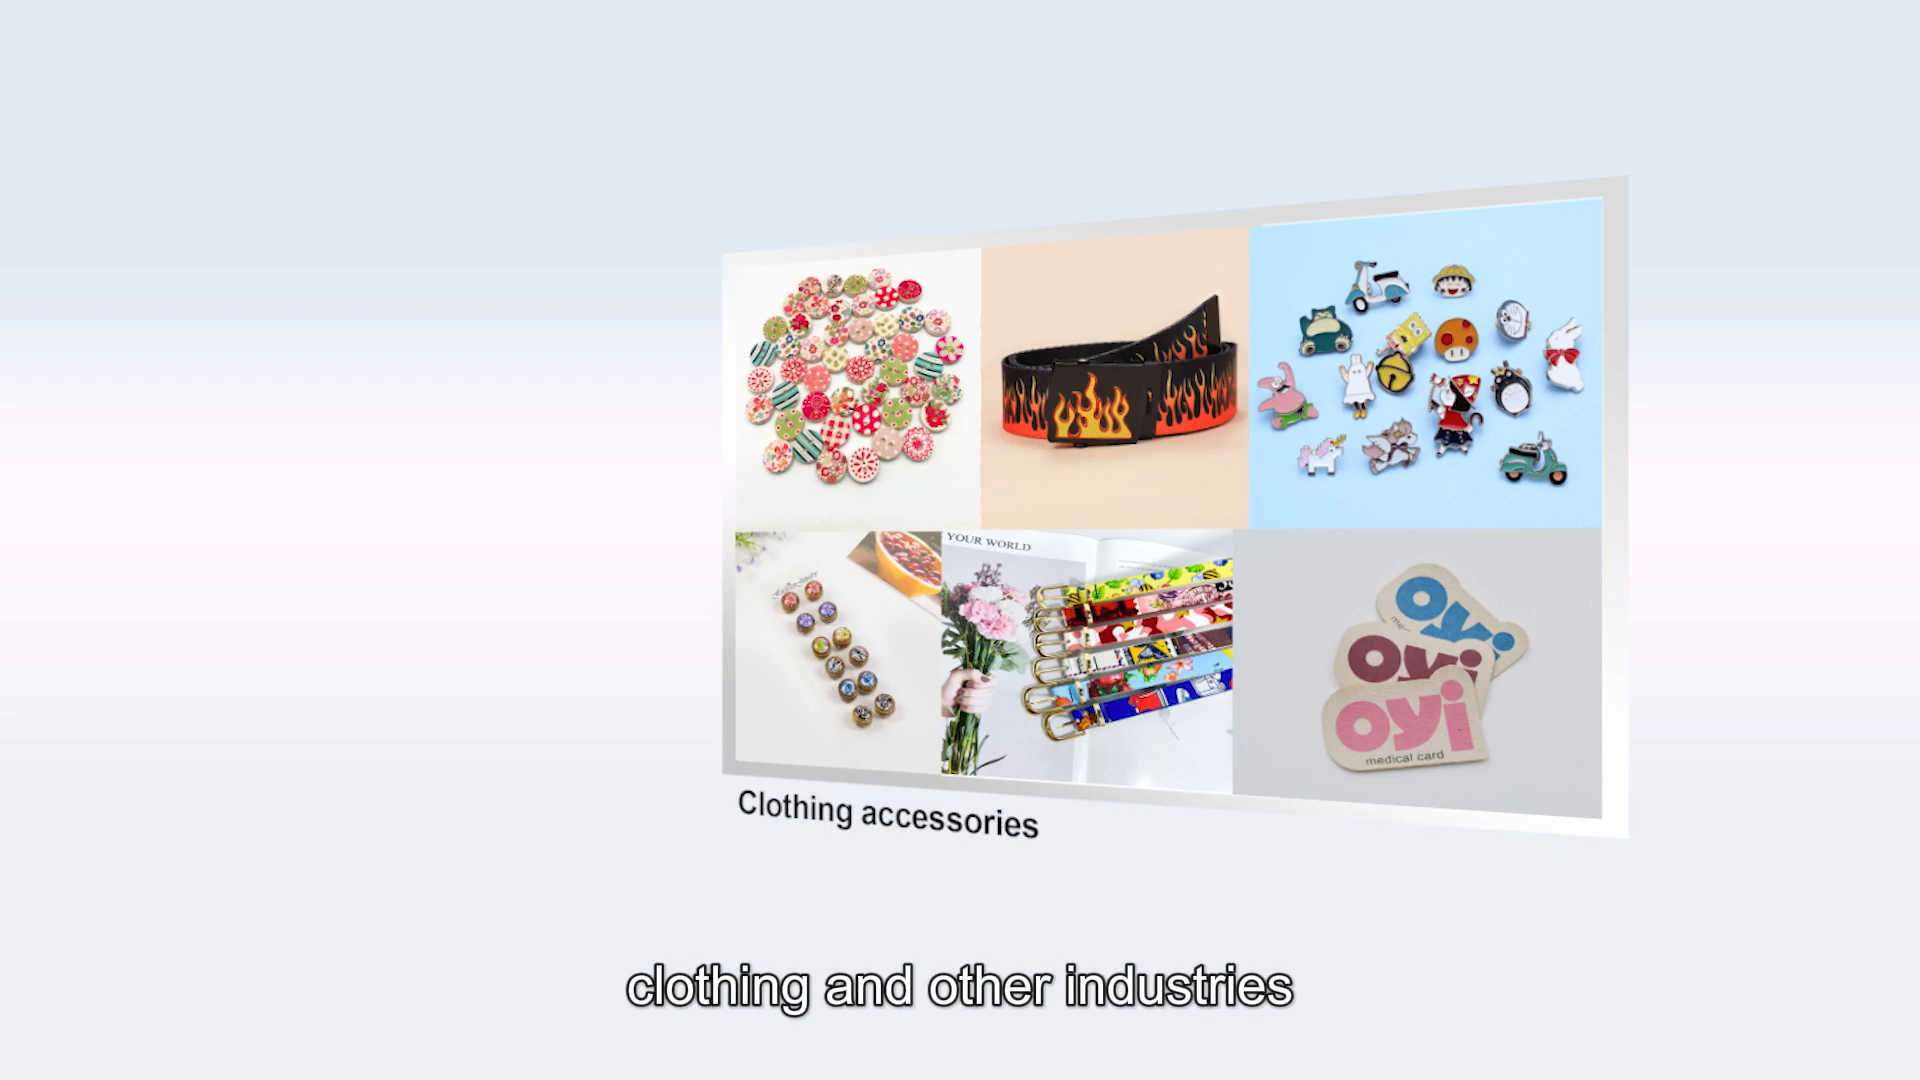 YOUR WORLD
oyi
oyi
oyi
medical card
Clothing accessories
clothing and other industries